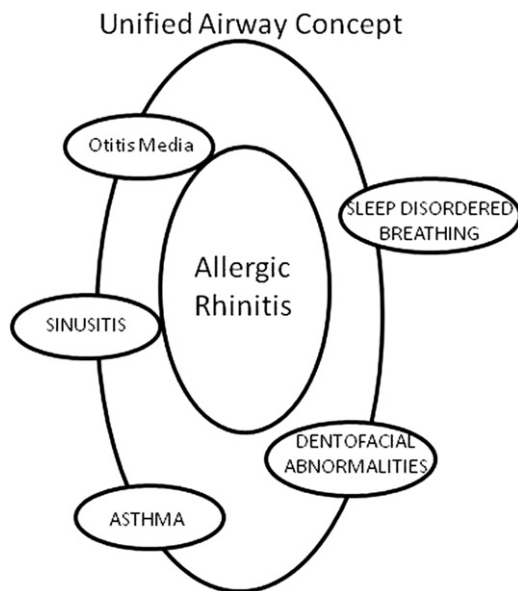 Unified Airway Concept
Otitis Media
SLEEP DISORDERED
BREATHING
Allergic
Rhinitis
SINUSITIS
DENTOFACIAL
ABNORMALITIES
ASTHMA